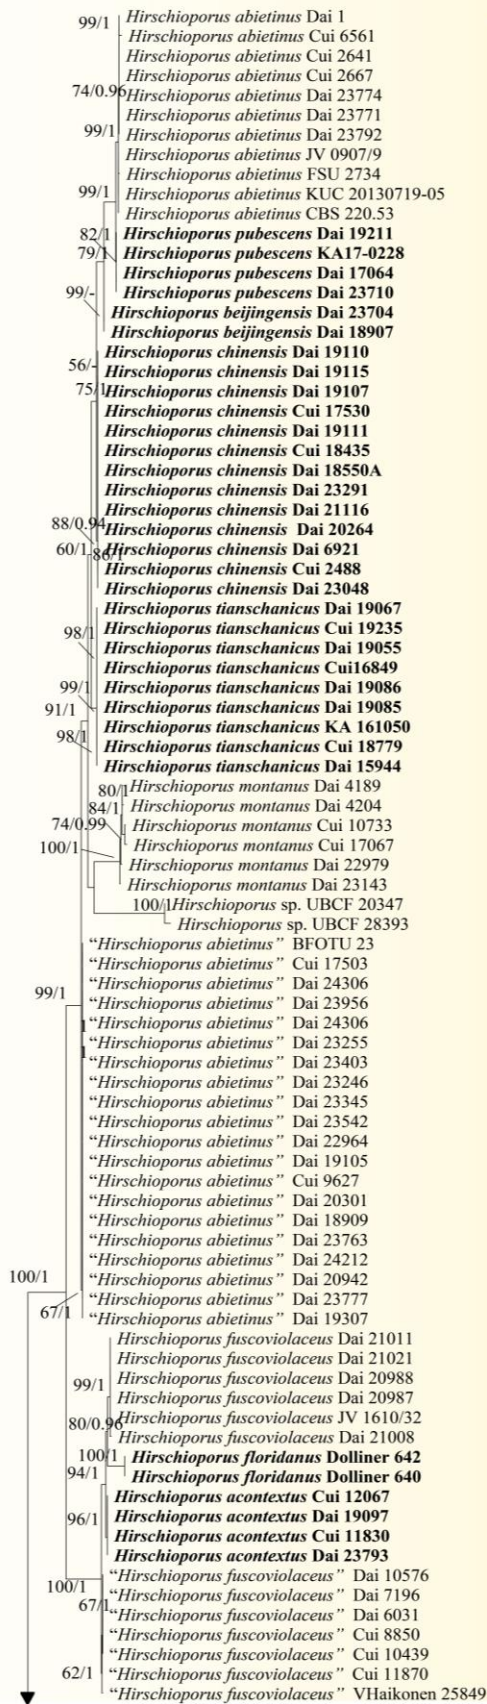 99/1
Hirschioporus abietinus Dai 1
Hirschioporus abietinus Cui 6561
Hirschioporus abietinus Cui 2641
Hirschioporus abietinus Cui 2667
74/0.96
Hirschioporus abietinus Dai 23774
Hirschioporus abietinus Dai 23771
99/1
Hirschioporus abietinus Dai 23792
Hirschioporus abietinus JV 0907/9
Hirschioporus abietinus FSU 2734
99/1
Hirschioporus abietinus KUC 20130719-05
Hirschioporus abietinus CBS 220.53
82/1
Hirschioporus pubescens Dai 19211
79/1
Hirschioporus pubescens KA17-0228
Hirschioporus pubescens Dai 17064
99/-
Hirschioporus pubescens Dai 23710
Hirschioporus beijingensis Dai 23704
Hirschioporus beijingensis Dai 18907
Hirschioporus chinensis Dai 19110
56/-
Hirschioporus chinensis Dai 19115
75/1
Hirschioporus chinensis Dai 19107
Hirschioporus chinensis Cui 17530
Hirschioporus chinensis Dai 19111
Hirschioporus chinensis Cui 18435
Hirschioporus chinensis Dai 18550A
Hirschioporus chinensis Dai 23291
Hirschioporus chinensis Dai 21116
88/0.94
Hirschioporus chinensis Dai 20264
60/1
86/1
Hirschioporus chinensis Dai 6921
Hirschioporus chinensis Cui 2488
Hirschioporus chinensis Dai 23048
Hirschioporus tianschanicus Dai 19067
Hirschioporus tianschanicus Cui 19235
98/1
Hirschioporus tianschanicus Dai 19055
Hirschioporus tianschanicus Cui16849
99/1
Hirschioporus tianschanicus Dai 19086
91/1
Hirschioporus tianschanicus Dai 19085
Hirschioporus tianschanicus KA 161050
98/1
Hirschioporus tianschanicus Cui 18779
Hirschioporus tianschanicus Dai 15944
80/1
Hirschioporus montanus Dai 4189
84/1
Hirschioporus montanus Dai 4204
74/0.99
Hirschioporus montanus Cui 10733
100/1
Hirschioporus montanus Cui 17067
Hirschioporus montanus Dai 22979
Hirschioporus montanus Dai 23143
100/1
Hirschioporus sp. UBCF 20347
Hirschioporus sp. UBCF 28393
“Hirschioporus abietinus” BFOTU 23
“Hirschioporus abietinus” Cui 17503
99/1
“Hirschioporus abietinus” Dai 24306
“Hirschioporus abietinus” Dai 23956
“Hirschioporus abietinus” Dai 24306
“Hirschioporus abietinus” Dai 23255
“Hirschioporus abietinus” Dai 23403
“Hirschioporus abietinus” Dai 23246
“Hirschioporus abietinus” Dai 23345
“Hirschioporus abietinus” Dai 23542
“Hirschioporus abietinus” Dai 22964
“Hirschioporus abietinus” Dai 19105
“Hirschioporus abietinus” Cui 9627
“Hirschioporus abietinus” Dai 20301
“Hirschioporus abietinus” Dai 18909
“Hirschioporus abietinus” Dai 23763
“Hirschioporus abietinus” Dai 24212
100/1
“Hirschioporus abietinus” Dai 20942
“Hirschioporus abietinus” Dai 23777
67/1
“Hirschioporus abietinus” Dai 19307
Hirschioporus fuscoviolaceus Dai 21011
Hirschioporus fuscoviolaceus Dai 21021
99/1
Hirschioporus fuscoviolaceus Dai 20988
Hirschioporus fuscoviolaceus Dai 20987
80/0.96
Hirschioporus fuscoviolaceus JV 1610/32
Hirschioporus fuscoviolaceus Dai 21008
100/1
Hirschioporus floridanus Dolliner 642
94/1
Hirschioporus floridanus Dolliner 640
Hirschioporus acontextus Cui 12067
96/1
Hirschioporus acontextus Dai 19097
Hirschioporus acontextus Cui 11830
Hirschioporus acontextus Dai 23793
100/1
“Hirschioporus fuscoviolaceus” Dai 10576
67/1
“Hirschioporus fuscoviolaceus” Dai 7196
“Hirschioporus fuscoviolaceus” Dai 6031
“Hirschioporus fuscoviolaceus” Cui 8850
“Hirschioporus fuscoviolaceus” Cui 10439
62/1
“Hirschioporus fuscoviolaceus” Cui 11870
“Hirschioporus fuscoviolaceus” VHaikonen 25849